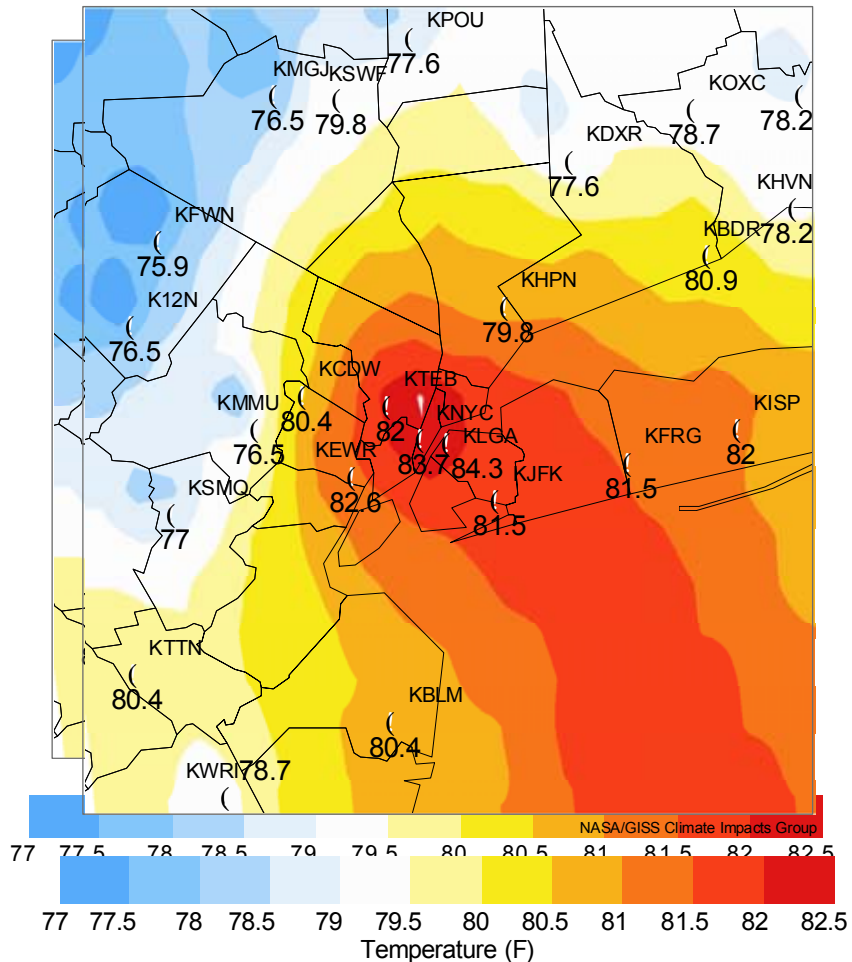 KPOU
77.6
KMGJ
KSWF
76.5
79.8
KOXC
78.7
78.2
KDXR
77.6
KHVN
78.2
KFWN
75.9
KBDR
80.9
K12N
76.5
KHPN
79.8
KCDW
80.4
KTEB
82
KMMU
76.5
KNYC
83.7
KLGA
84.3
KISP
82
KEWR
82.6
KFRG
81.5
KJFK
81.5
KSMQ
77
KTTN
80.4
KBLM
80.4
KWRI
78.7
NASA/GISS Climate Impacts Group
77 77.5 78 78.5 79 79.5 80 80.5 81 81.5 82 82.5
77 77.5 78 78.5 79 79.5 80 80.5 81 81.5 82 82.5
Temperature (F)